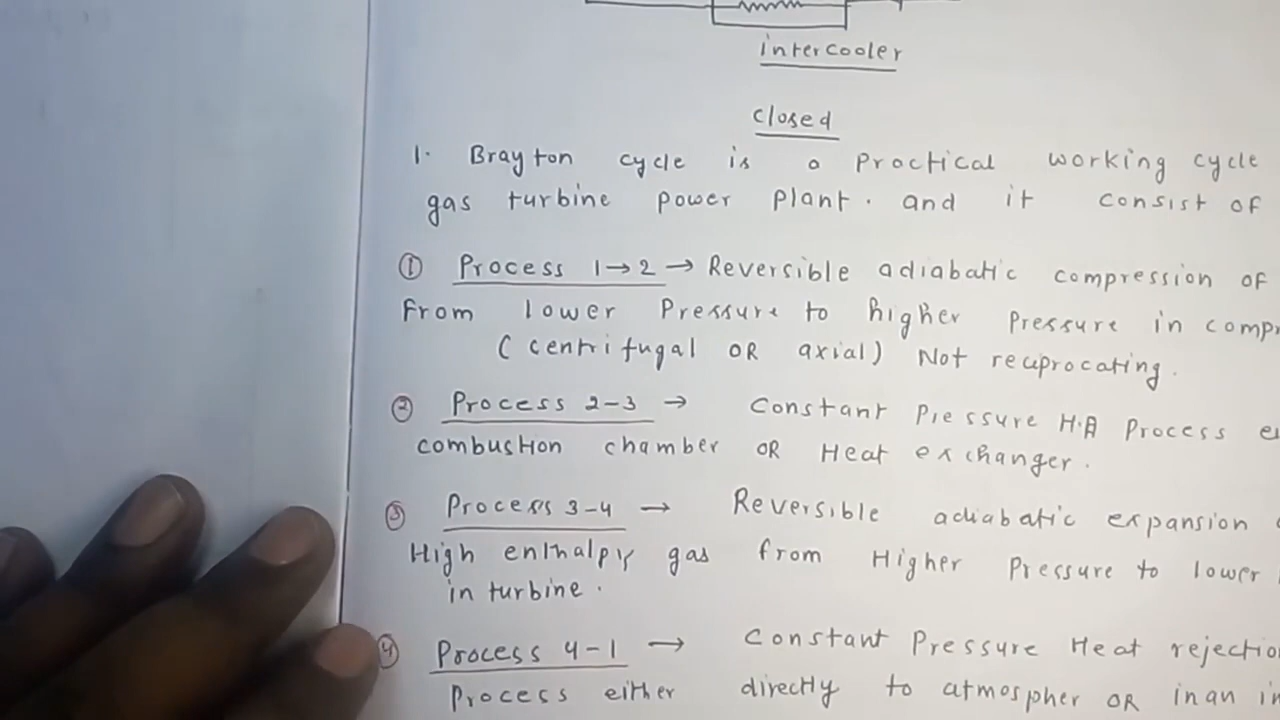 intercooler
closed
1. Brayton cycle is a Practical working cycle
gas turbine power plant. and it consist of
① Process 1→2 → Reversible adiabatic compression of
From lower Pressure to higher Pressure in compr
( centrifugal OR axial) Not reciprocating.
② Process 2-3 → Constant Pressure H.A Process
combustion chamber OR Heat exchanger.
③ Process 3-4 → Reversible adiabatic expansion
High enthalpy gas from Higher Pressure to lower
in turbine.
④ Process 4-1 → Constant Pressure Heat rejectio
Process either directly to atmospher OR in an in